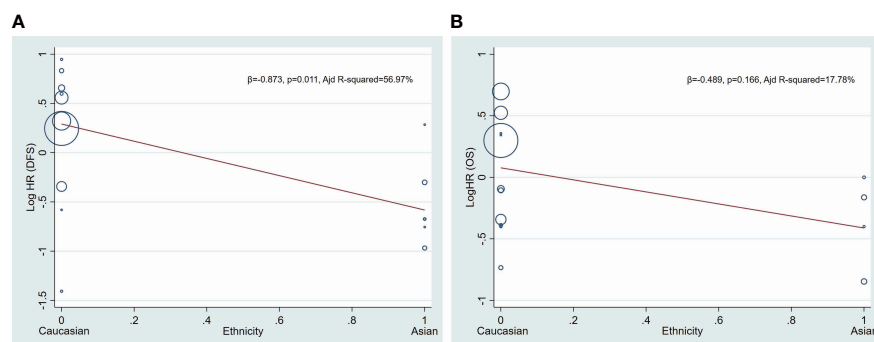 A
β=-0.873, p=0.011, Ajd R-squared=56.97%
Log HR (DFS)
1
.5
0
-.5
-1
-1.5
0 .2 .4 .6 .8 1
Caucasian Ethnicity Asian
B
β=-0.489, p=0.166, Ajd R-squared=17.78%
LogHR (OS)
1
.5
0
-.5
-1
0 .2 .4 .6 .8 1
Caucasian Ethnicity Asian